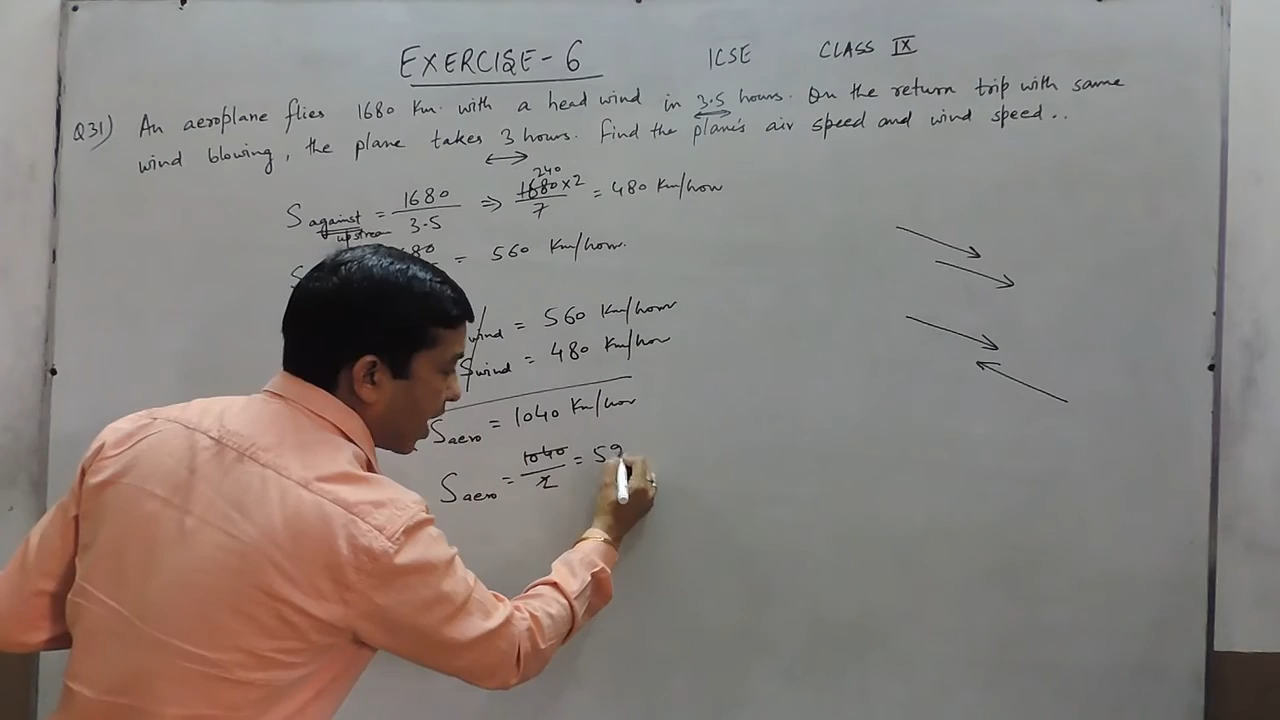 EXERCISE-6 ICSE CLASS IX
Q31) An aeroplane flies 1680 Km. with a head wind in 3.5 hours. On the return trip with same
wind blowing, the plane takes 3 hours. Find the plane's air speed and wind speed..
S against upstream = 1680/3.5 ⇒ 1680×2/7 240 = 480 Km/hour
S = 560 Km/hour.
wind = 560 Km/hour
Swind = 480 Km/hour
Saero = 1040 Km/hour
Saero = 1040/2 = 5